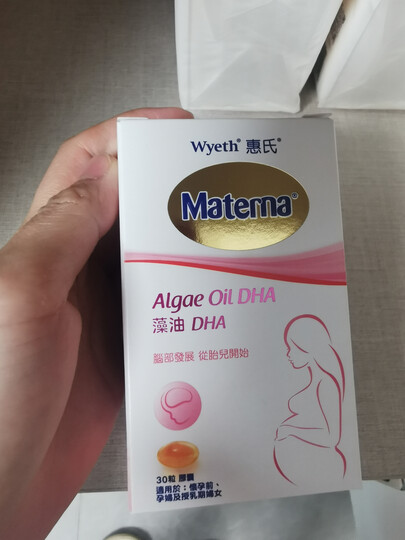 Wyeth® 惠氏®
Materna®
Algae Oil DHA
藻油 DHA
腦部發展 從胎兒開始
30粒 膠囊
適用於：懷孕前、
孕婦及授乳期婦女